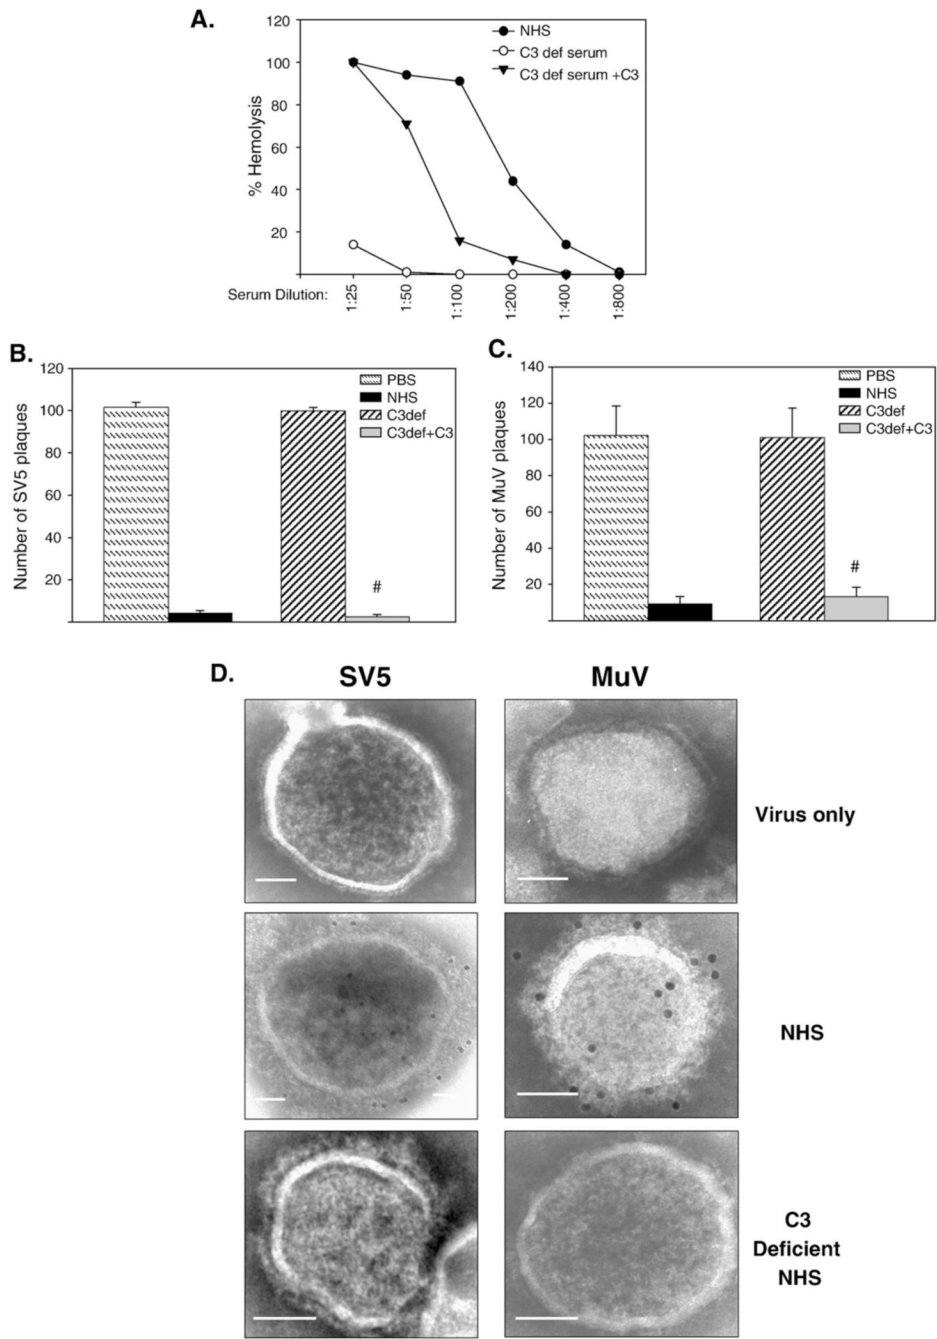 A.
120
100
80
60
40
20
% Hemolysis
NHS
C3 def serum
C3 def serum +C3
Serum Dilution:
1:25
1:50
1:100
1:200
1:400
1:800
B.
120
100
80
60
40
20
Number of SV5 plaques
PBS
NHS
C3def
C3def+C3
#
C.
140
120
100
80
60
40
20
Number of MuV plaques
PBS
NHS
C3def
C3def+C3
#
D.
SV5
MuV
Virus only
NHS
C3
Deficient
NHS